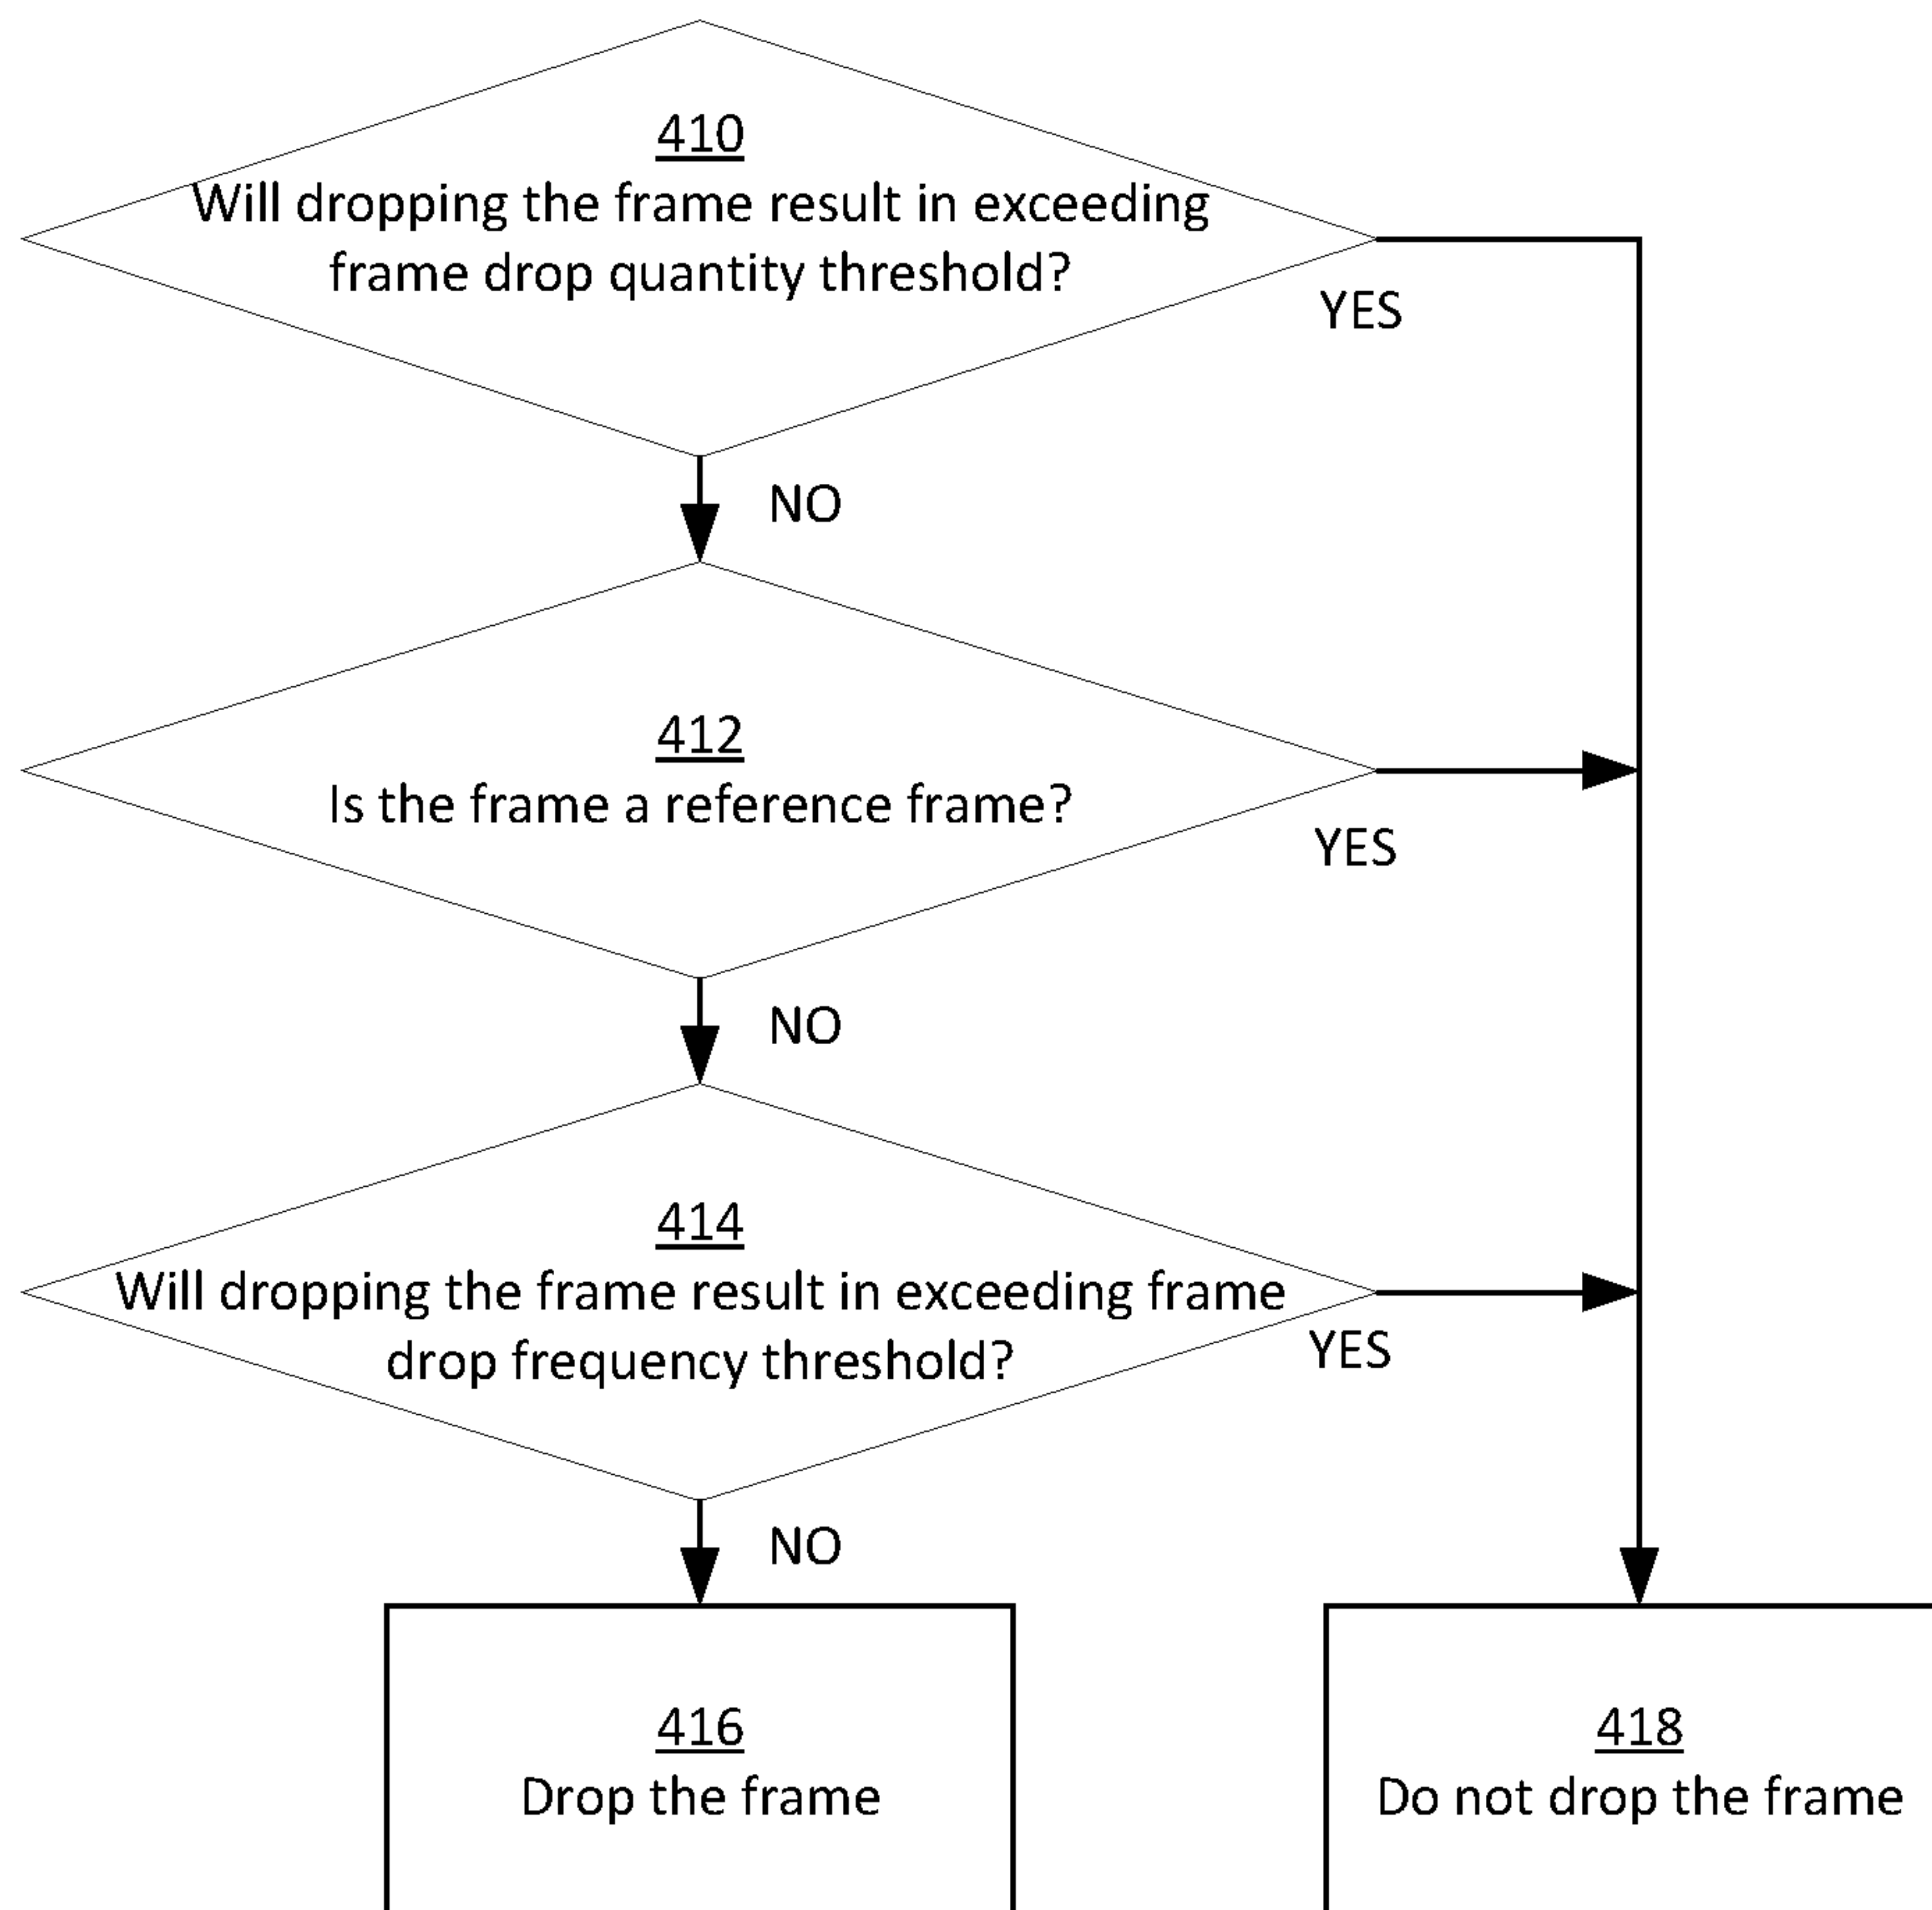 410
Will dropping the frame result in exceeding
frame drop quantity threshold?
YES
NO
412
Is the frame a reference frame?
YES
NO
414
Will dropping the frame result in exceeding frame
drop frequency threshold?
YES
NO
416
Drop the frame
418
Do not drop the frame